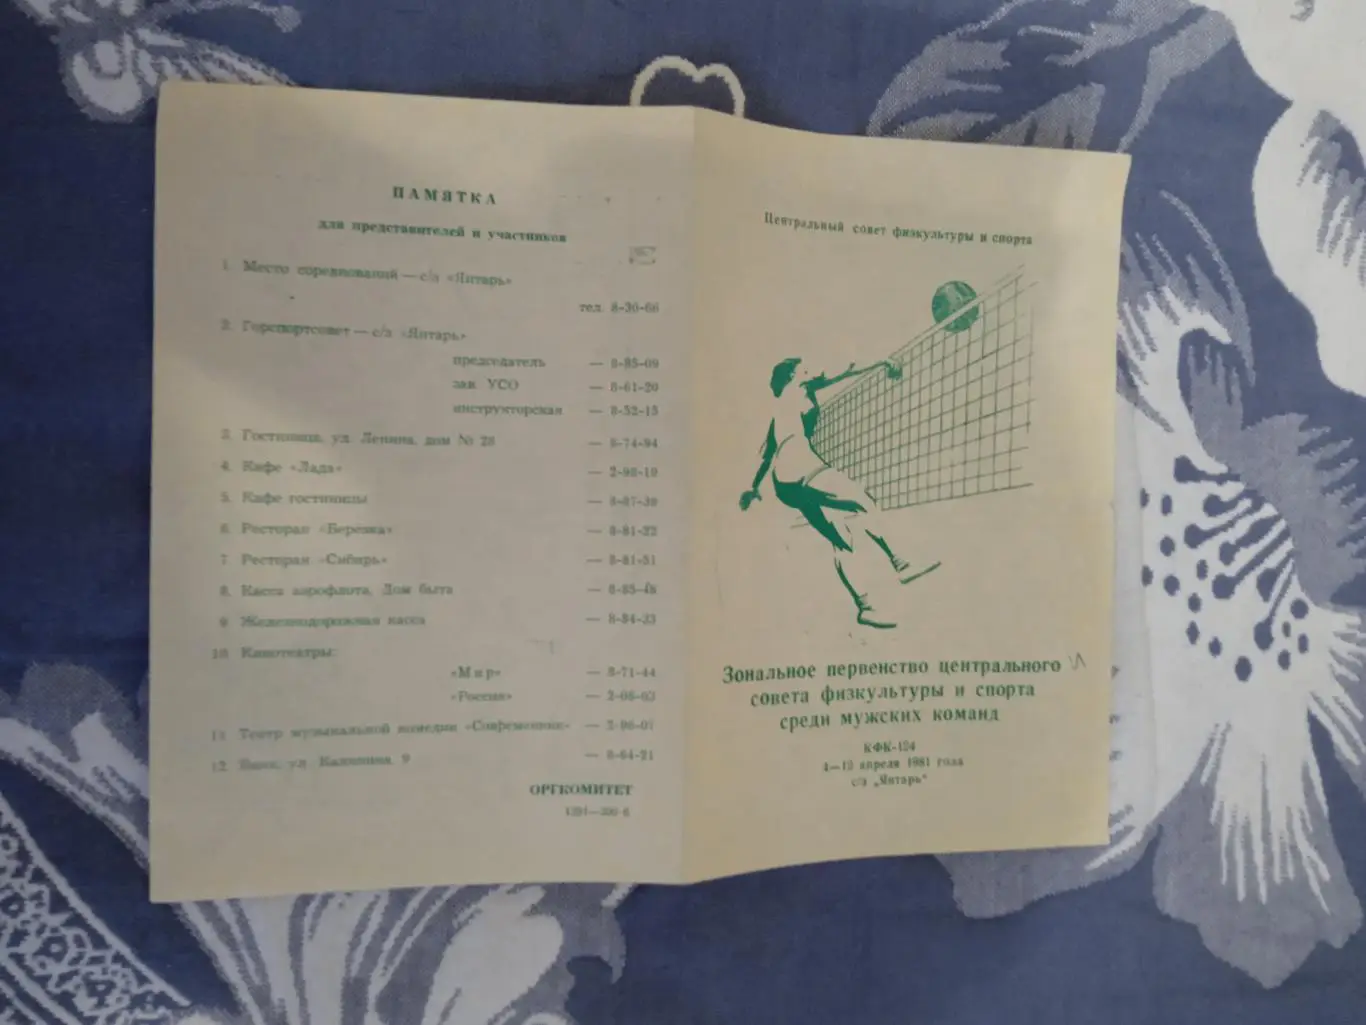 ПАМЯТКА
для представителей и участников
1. Место соревнований — с/з «Янтарь»
тел. 8-30-66
2. Горспортсовет — с/з «Янтарь»
председатель — 8-85-09
зав. УСО — 8-61-20
инструкторская — 8-52-15
3. Гостиница, ул. Ленина, дом № 28 — 8-74-94
4. Кафе «Лада» — 2-98-19
5. Кафе гостиницы — 8-87-39
6. Ресторан «Березка» — 8-81-22
7. Ресторан «Сибирь» — 8-81-51
8. Касса аэрофлота, Дом быта — 8-85-48
9. Железнодорожная касса — 8-84-33
10. Кинотеатры:
«Мир» — 8-71-44
«Россия» — 2-06-03
11. Театр музыкальной комедии «Современник» — 2-96-01
12. ул. Калинина, 9 — 8-64-21
ОРГКОМИТЕТ
Центральный совет физкультуры и спорта
Зональное первенство центрального
совета физкультуры и спорта
среди мужских команд
КФК-124
4—12 апреля 1981 года
с/з „Янтарь"